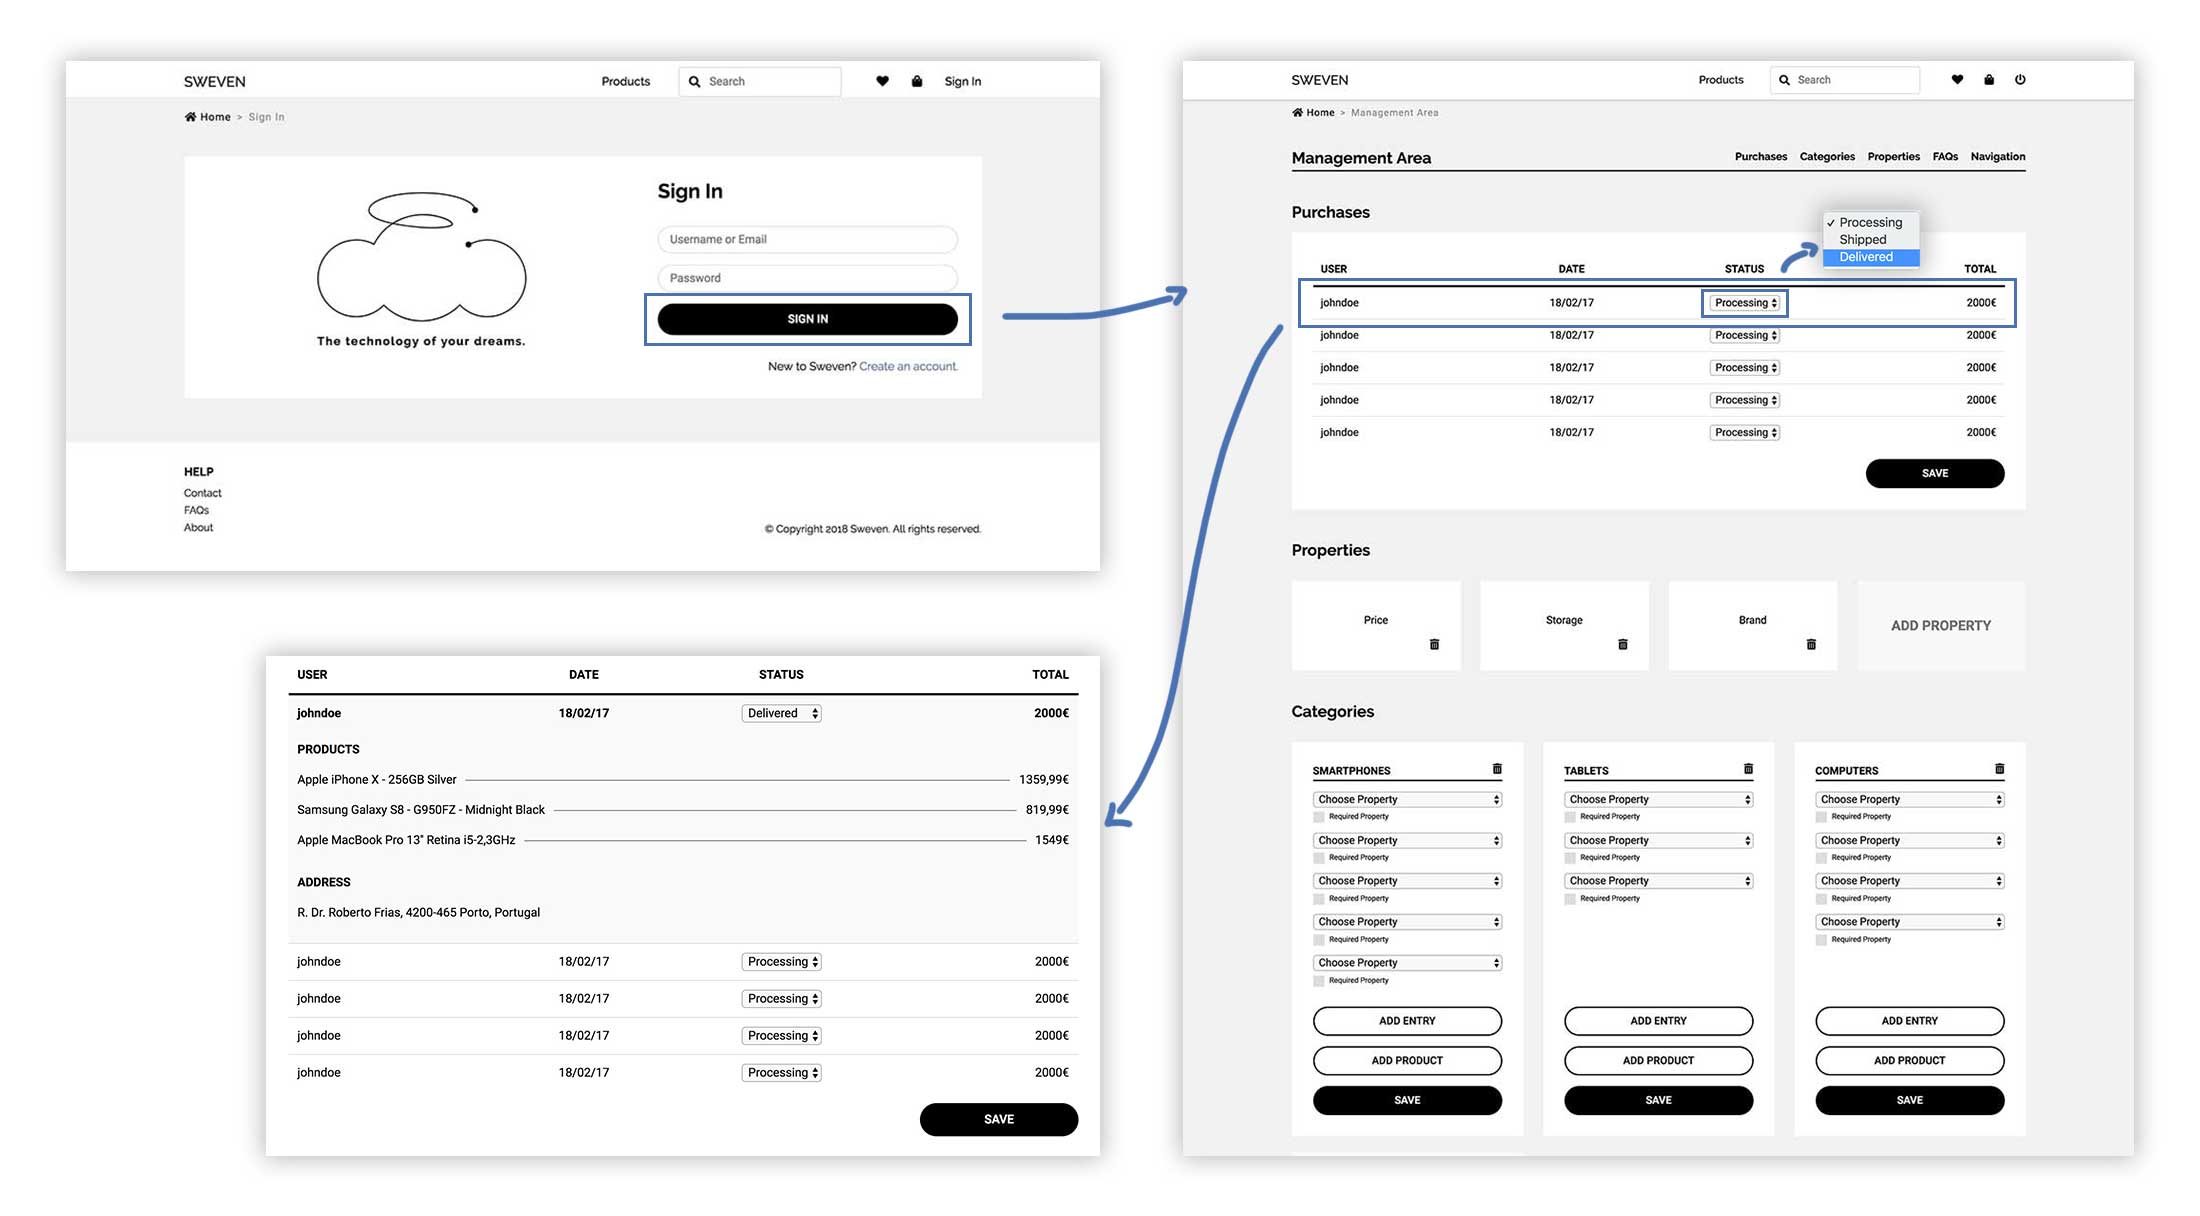 SWEVEN
Products
Search
Sign In
Home > Sign In
The technology of your dreams.
Sign In
Username or Email
Password
SIGN IN
New to Sweven? Create an account.
HELP
Contact
FAQs
About
© Copyright 2018 Sweven. All rights reserved.
SWEVEN
Products
Search
Home > Management Area
Management Area
Purchases Categories Properties FAQs Navigation
Purchases
✓ Processing
Shipped
Delivered
USER DATE STATUS TOTAL
johndoe 18/02/17 Processing 2000€
johndoe 18/02/17 Processing 2000€
johndoe 18/02/17 Processing 2000€
johndoe 18/02/17 Processing 2000€
johndoe 18/02/17 Processing 2000€
SAVE
Properties
Price
Storage
Brand
ADD PROPERTY
Categories
SMARTPHONES
Choose Property
Required Property
Choose Property
Required Property
Choose Property
Required Property
Choose Property
Required Property
Choose Property
Required Property
ADD ENTRY
ADD PRODUCT
SAVE
TABLETS
Choose Property
Required Property
Choose Property
Required Property
Choose Property
Required Property
ADD ENTRY
ADD PRODUCT
SAVE
COMPUTERS
Choose Property
Required Property
Choose Property
Required Property
Choose Property
Required Property
Choose Property
Required Property
ADD ENTRY
ADD PRODUCT
SAVE
USER DATE STATUS TOTAL
johndoe 18/02/17 Delivered 2000€
PRODUCTS
Apple iPhone X - 256GB Silver 1359,99€
Samsung Galaxy S8 - G950FZ - Midnight Black 819,99€
Apple MacBook Pro 13" Retina i5-2,3GHz 1549€
ADDRESS
R. Dr. Roberto Frias, 4200-465 Porto, Portugal
johndoe 18/02/17 Processing 2000€
johndoe 18/02/17 Processing 2000€
johndoe 18/02/17 Processing 2000€
johndoe 18/02/17 Processing 2000€
SAVE